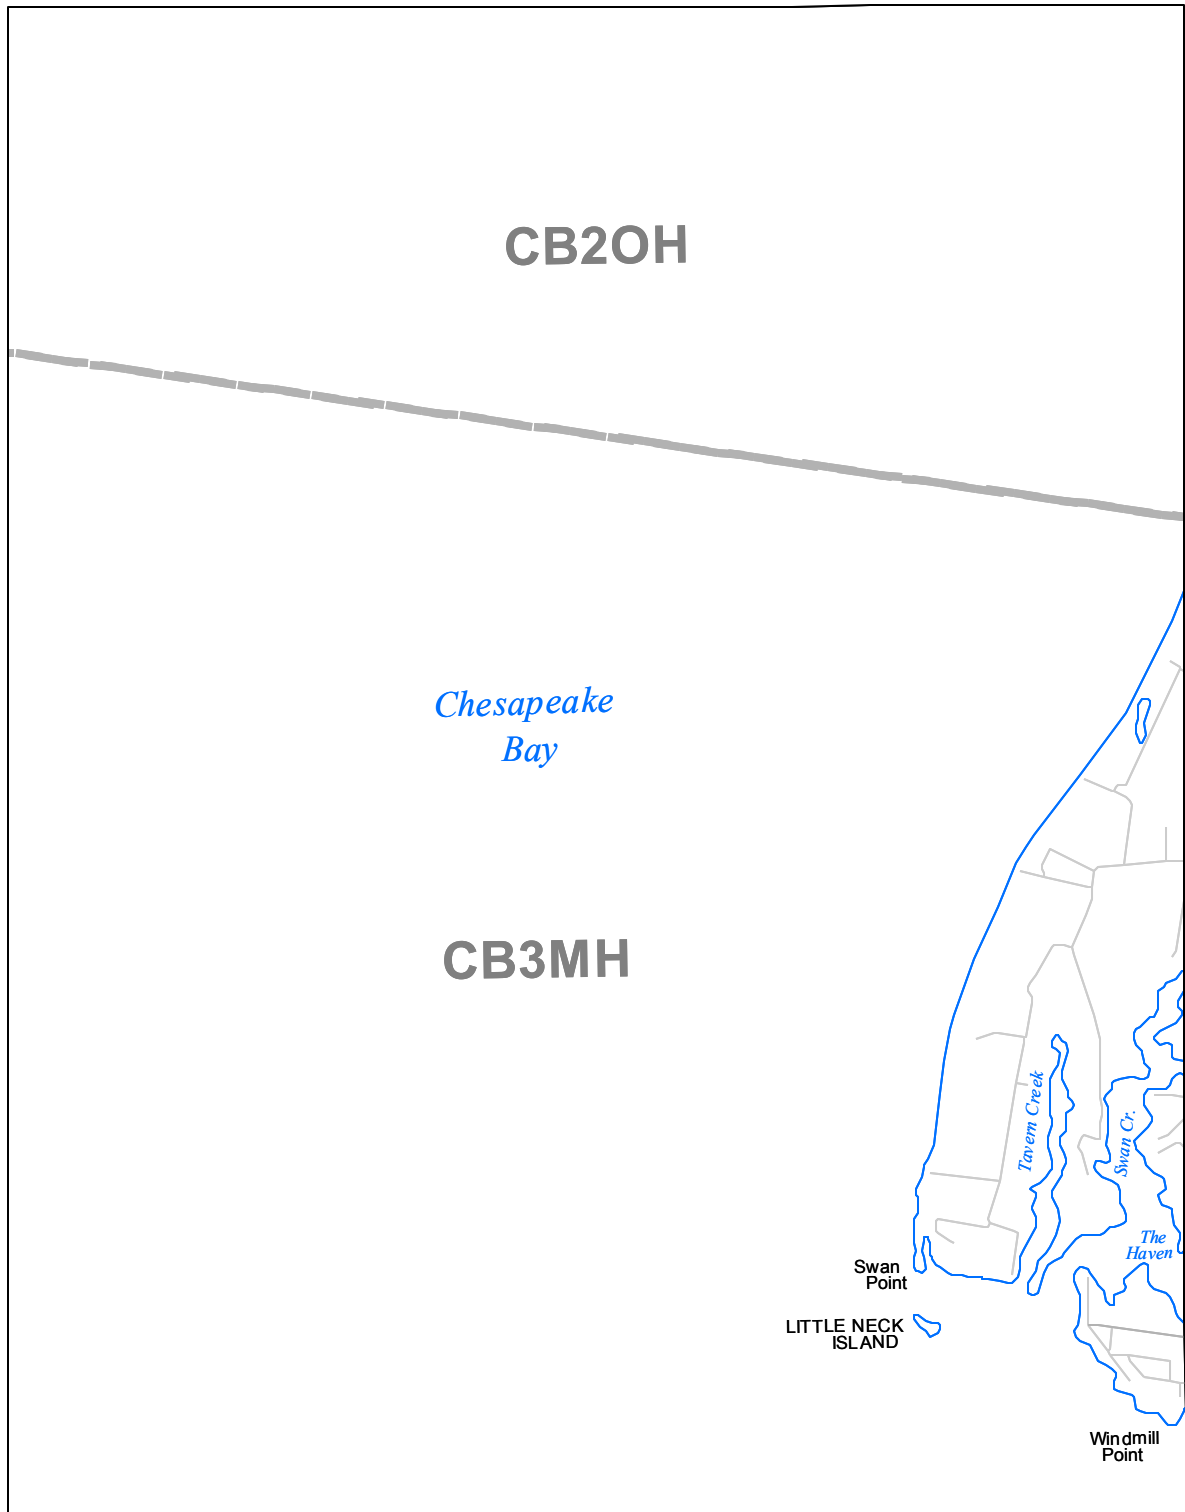 CB2OH
Chesapeake
Bay
CB3MH
Tavern Creek
Swan Cr.
The
Haven
Swan
Point
LITTLE NECK
ISLAND
Windmill
Point